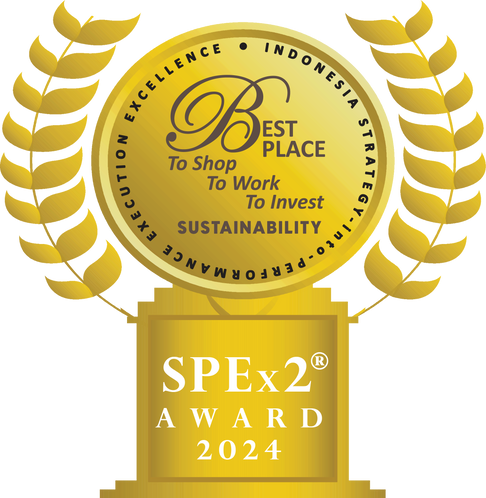 INDONESIA STRATEGY-into-PERFORMANCE EXECUTION EXCELLENCE •
BEST
PLACE
To Shop
To Work
To Invest
SUSTAINABILITY
SPEx2®
AWARD
2024